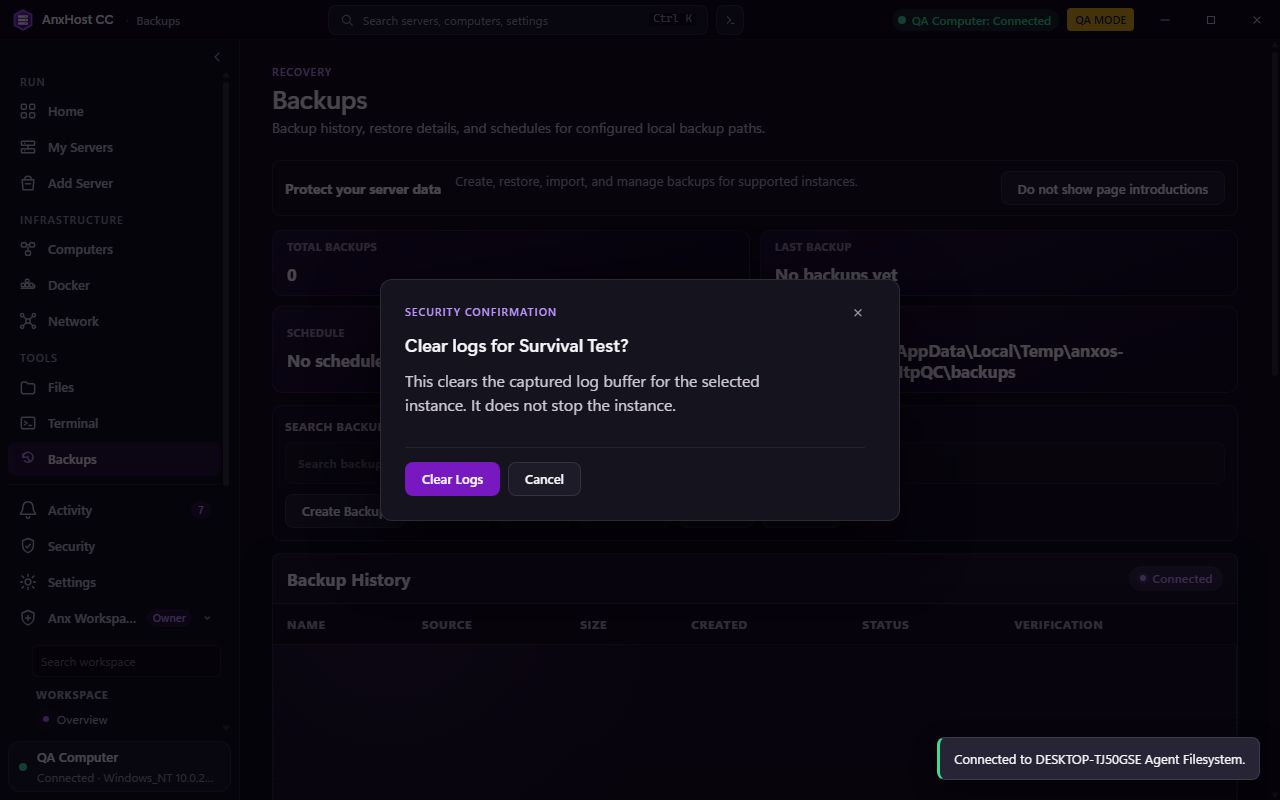 AnxHost CC · Backups
Search servers, computers, settings Ctrl K
QA Computer: Connected
QA MODE
RUN
Home
My Servers
Add Server
INFRASTRUCTURE
Computers
Docker
Network
TOOLS
Files
Terminal
Backups
Activity 7
Security
Settings
Anx Workspa... Owner
Search workspace
WORKSPACE
Overview
QA Computer
Connected · Windows_NT 10.0.2...
RECOVERY
Backups
Backup history, restore details, and schedules for configured local backup paths.
Protect your server data Create, restore, import, and manage backups for supported instances.
Do not show page introductions
TOTAL BACKUPS
0
LAST BACKUP
No backups yet
SCHEDULE
No schedule
AppData\Local\Temp\anxos-
ltpQC\backups
SEARCH BACKU
Search backup
Create Backup
SECURITY CONFIRMATION
Clear logs for Survival Test?
This clears the captured log buffer for the selected
instance. It does not stop the instance.
Clear Logs Cancel
Backup History
Connected
NAME SOURCE SIZE CREATED STATUS VERIFICATION
Connected to DESKTOP-TJ50GSE Agent Filesystem.